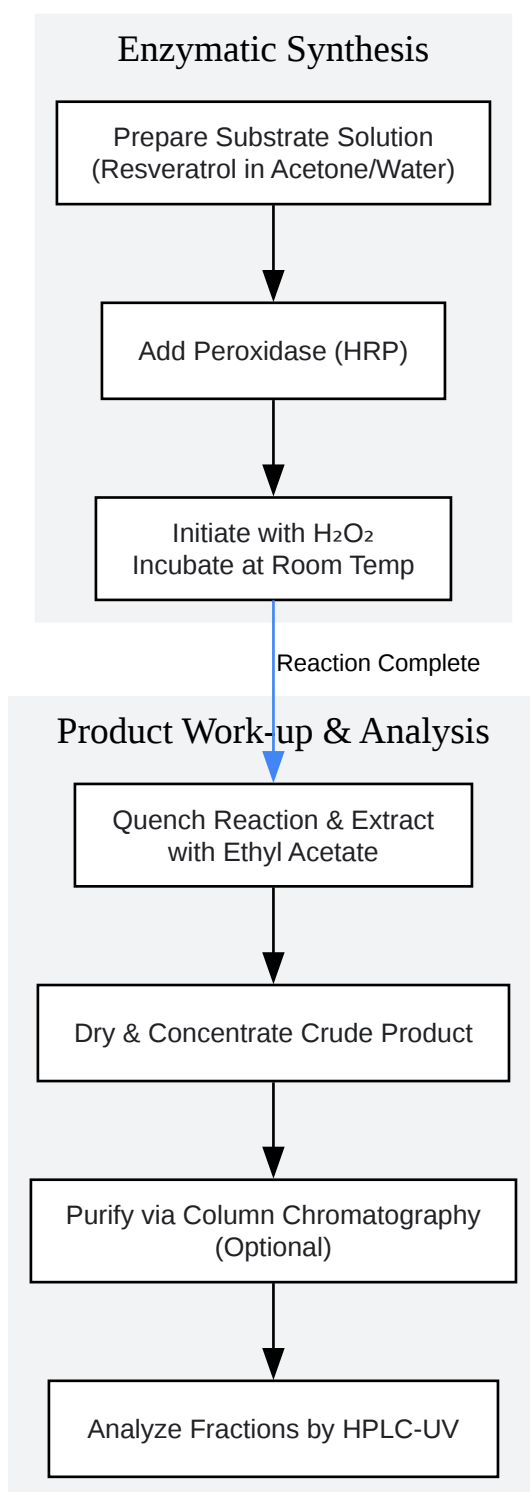 Enzymatic Synthesis
Prepare Substrate Solution
(Resveratrol in Acetone/Water)
Add Peroxidase (HRP)
Initiate with H₂O₂
Incubate at Room Temp
Reaction Complete
Product Work-up & Analysis
Quench Reaction & Extract
with Ethyl Acetate
Dry & Concentrate Crude Product
Purify via Column Chromatography
(Optional)
Analyze Fractions by HPLC-UV